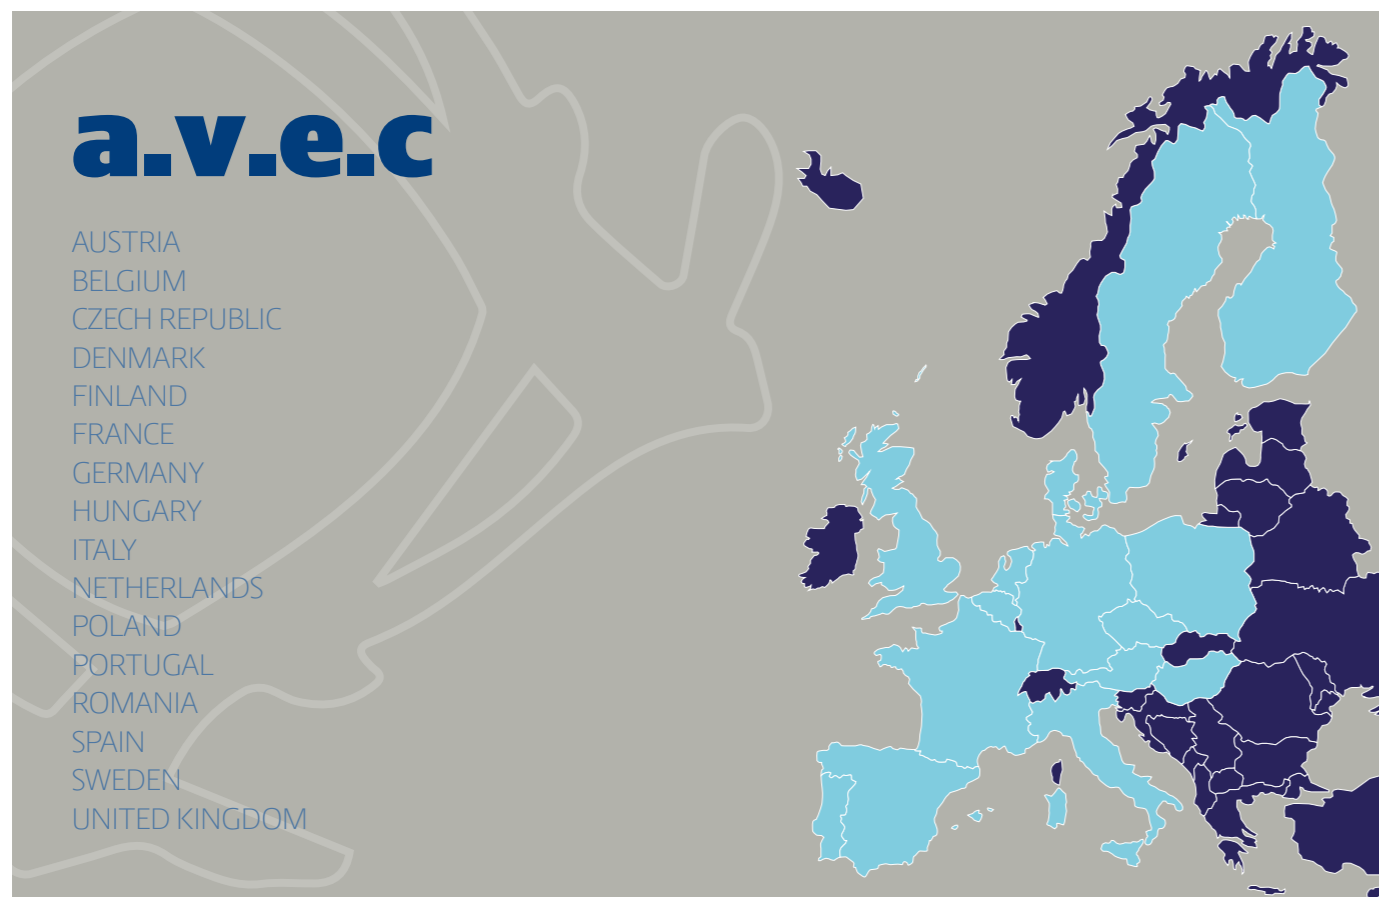 a.v.e.c
AUSTRIA
BELGIUM
CZECH REPUBLIC
DENMARK
FINLAND
FRANCE
GERMANY
HUNGARY
ITALY
NETHERLANDS
POLAND
PORTUGAL
ROMANIA
SPAIN
SWEDEN
UNITED KINGDOM